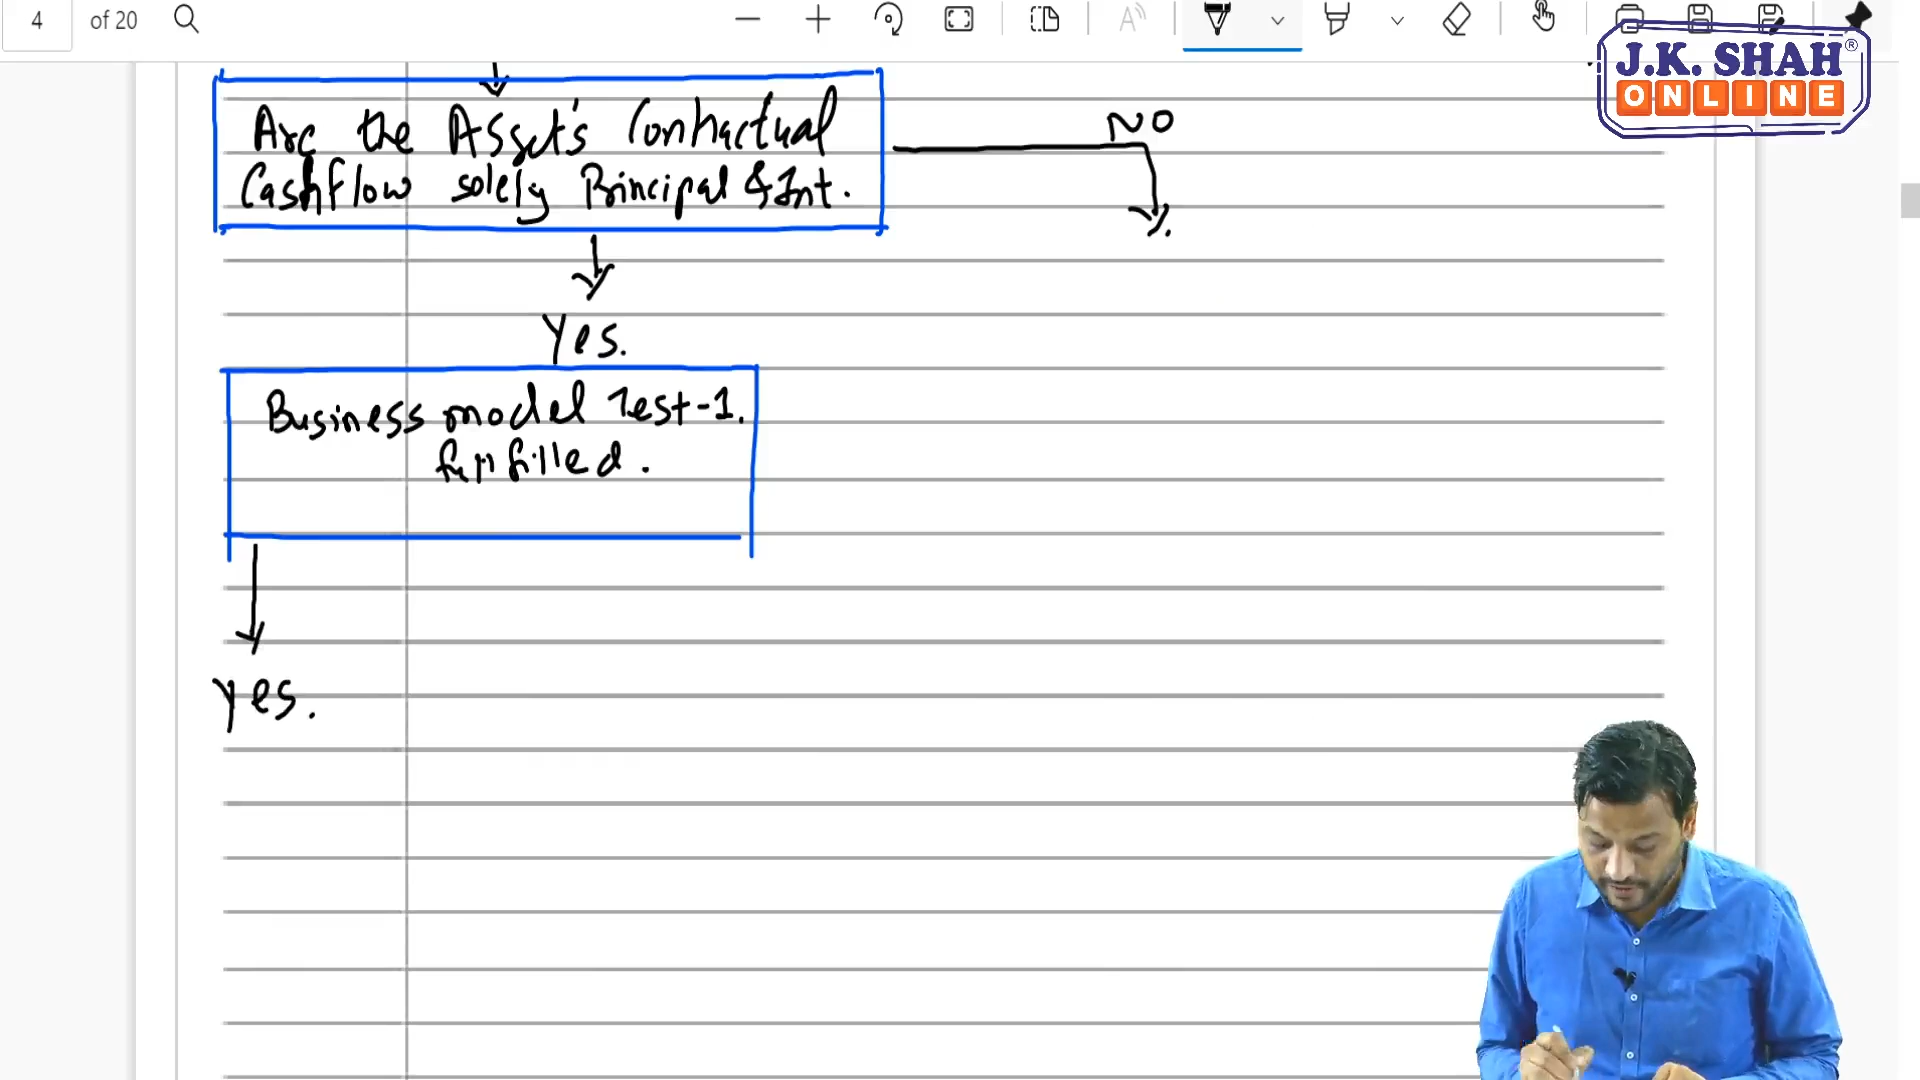 4 of 20
J.K. SHAH®
ONLINE
Are the Asset's Contractual
Cashflow solely Principal & Int.
NO
Yes.
Business model Test-1.
fulfilled.
Yes.